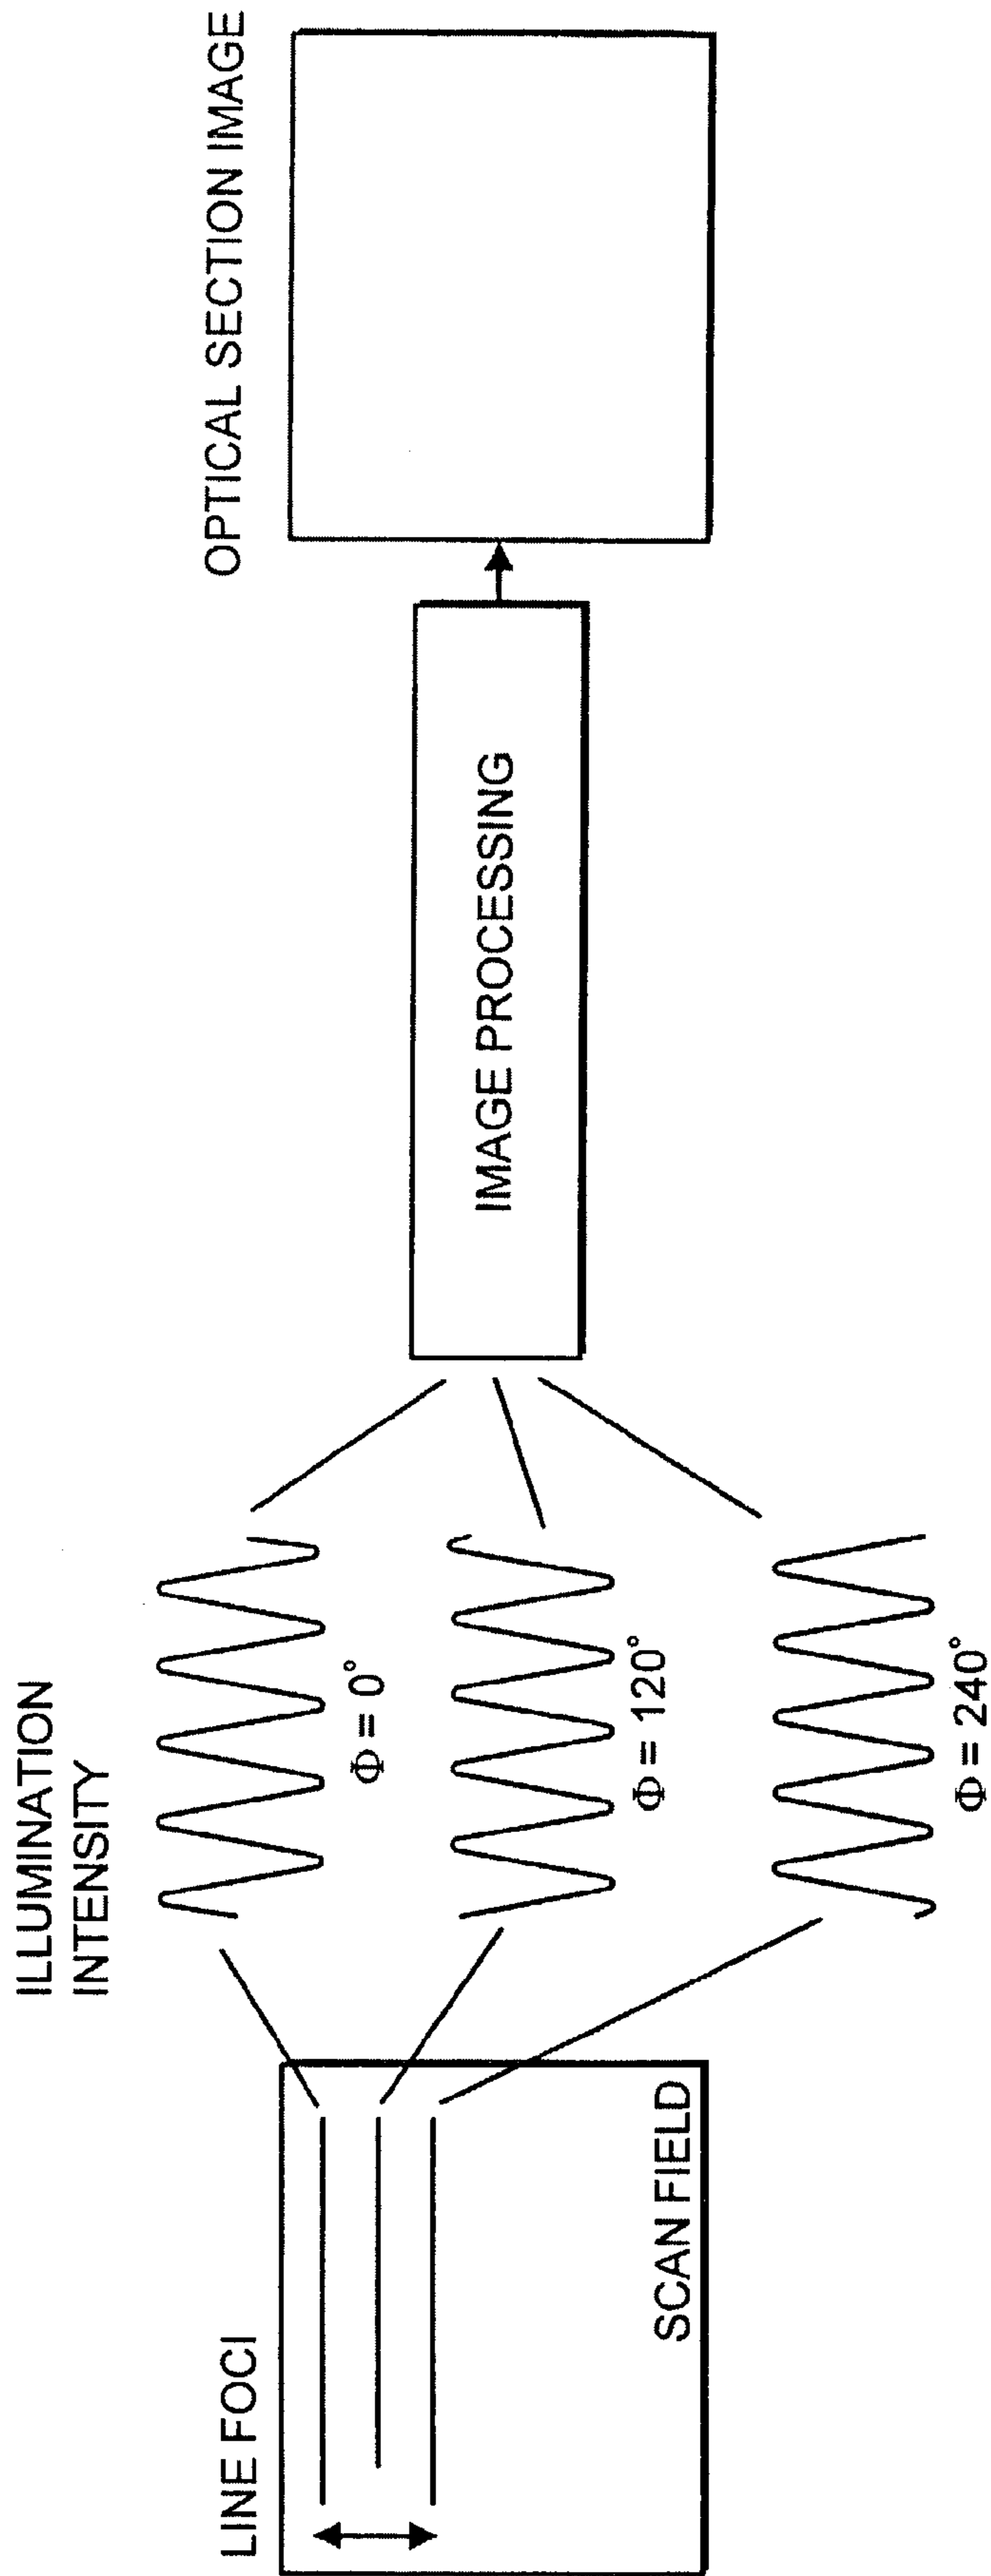 LINE FOCI
SCAN FIELD
ILLUMINATION
INTENSITY
Φ = 0°
Φ = 120°
Φ = 240°
IMAGE PROCESSING
OPTICAL SECTION IMAGE